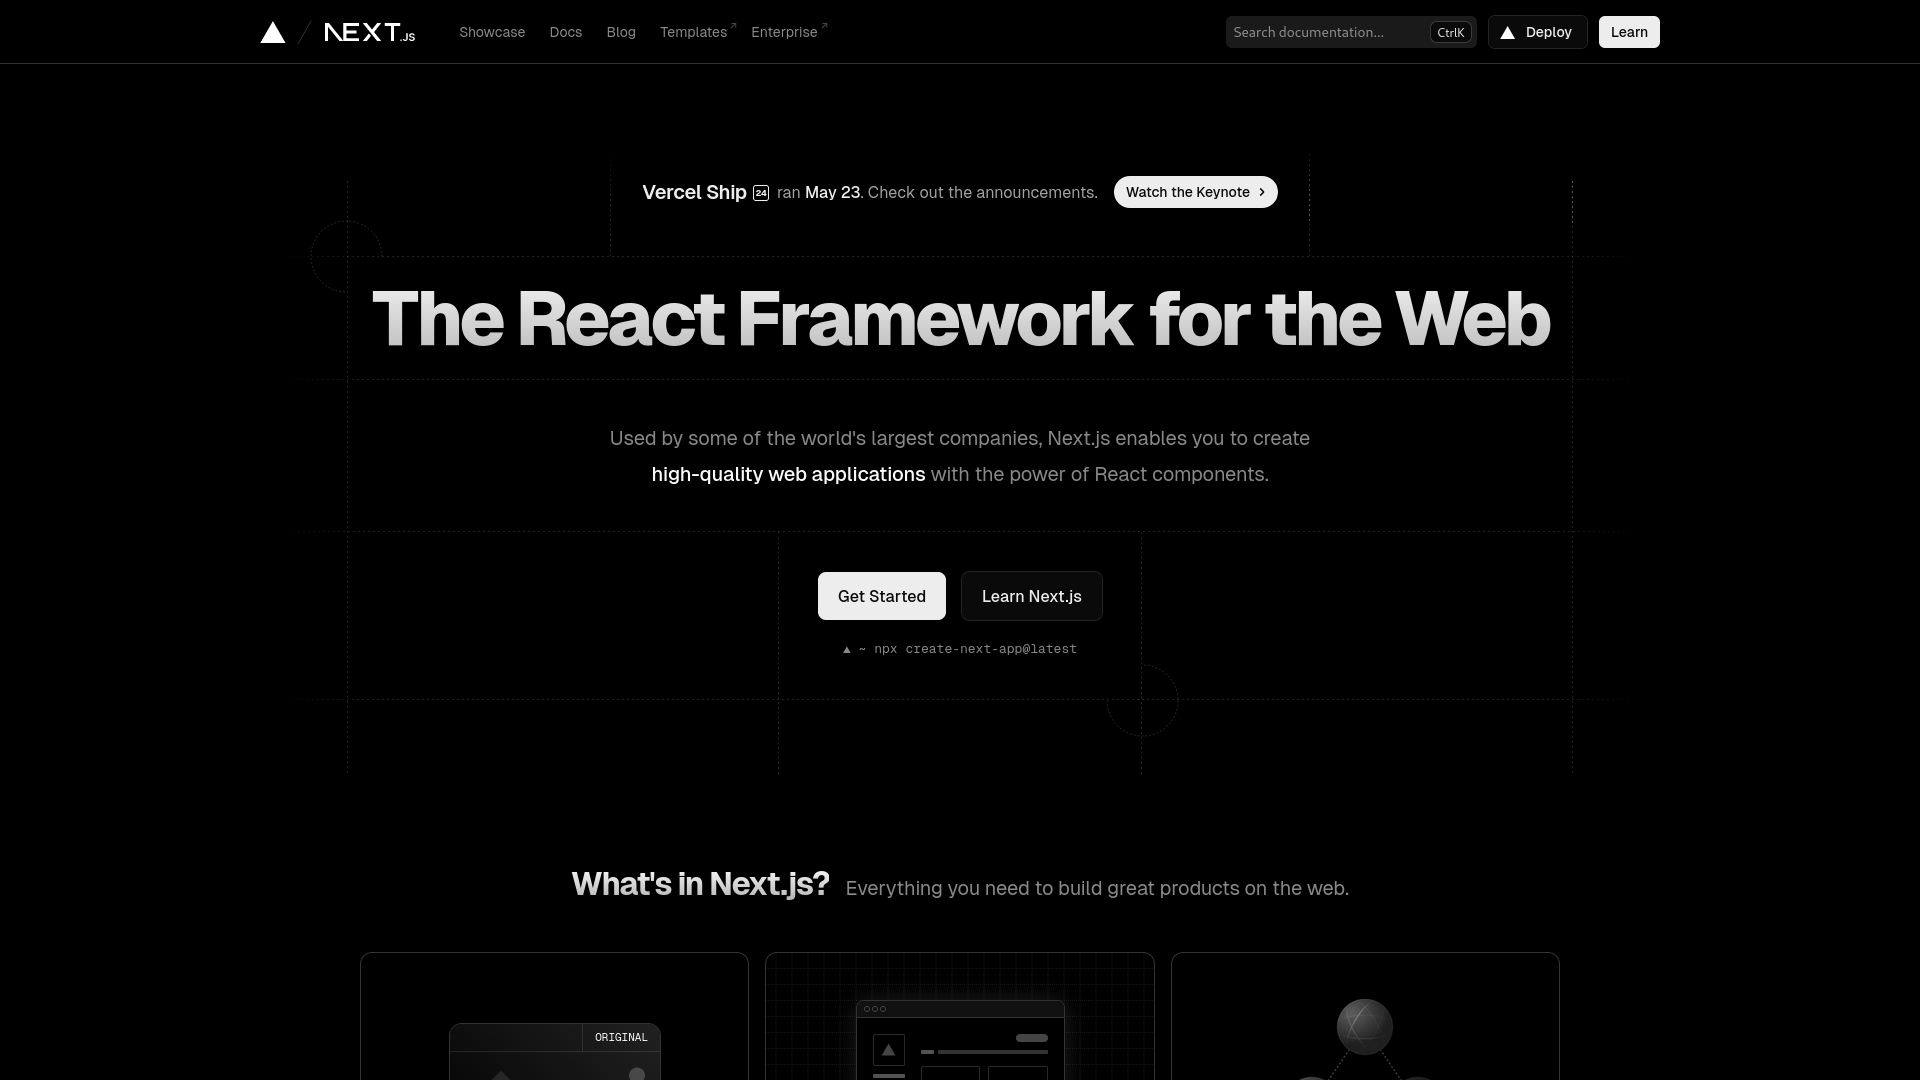 NEXT.JS
Showcase
Docs
Blog
Templates
Enterprise
Search documentation...
CtrlK
Deploy
Learn
Vercel Ship 24 ran May 23. Check out the announcements.
Watch the Keynote
The React Framework for the Web
Used by some of the world's largest companies, Next.js enables you to create
high-quality web applications with the power of React components.
Get Started
Learn Next.js
▲ ~ npx create-next-app@latest
What's in Next.js?
Everything you need to build great products on the web.
ORIGINAL